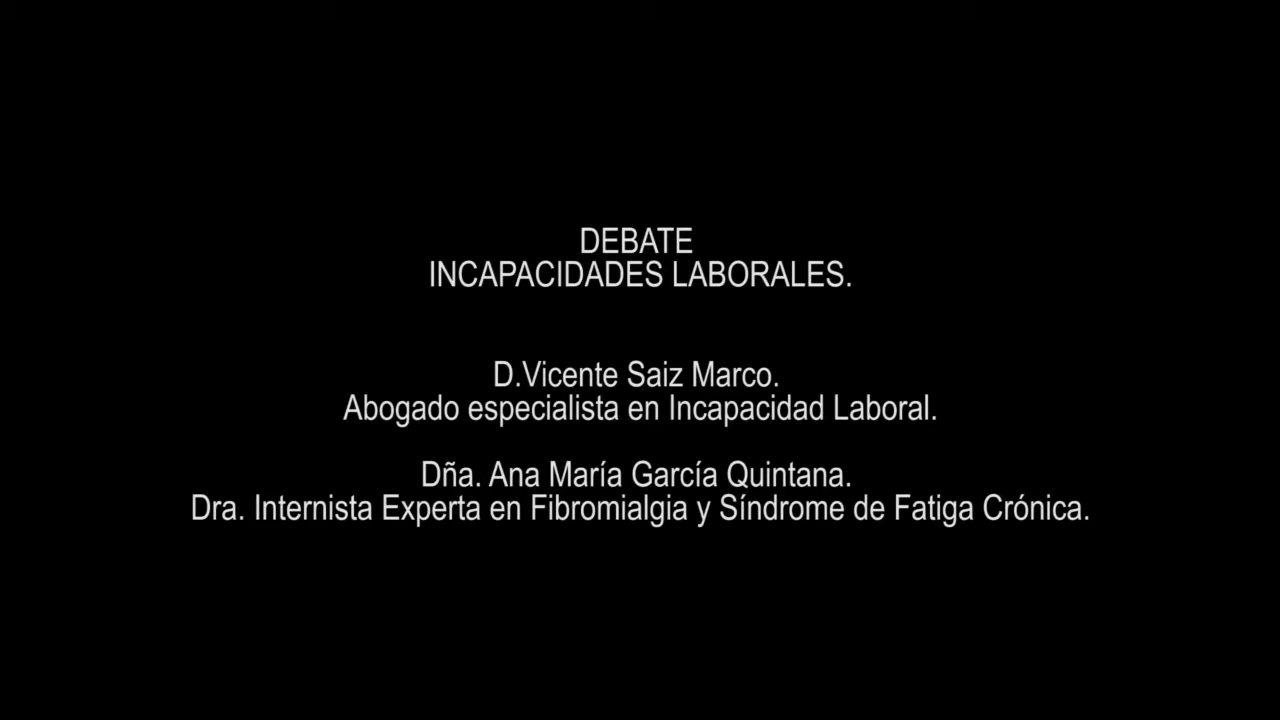 DEBATE
INCAPACIDADES LABORALES.
D.Vicente Saiz Marco.
Abogado especialista en Incapacidad Laboral.
Dña. Ana María García Quintana.
Dra. Internista Experta en Fibromialgia y Síndrome de Fatiga Crónica.